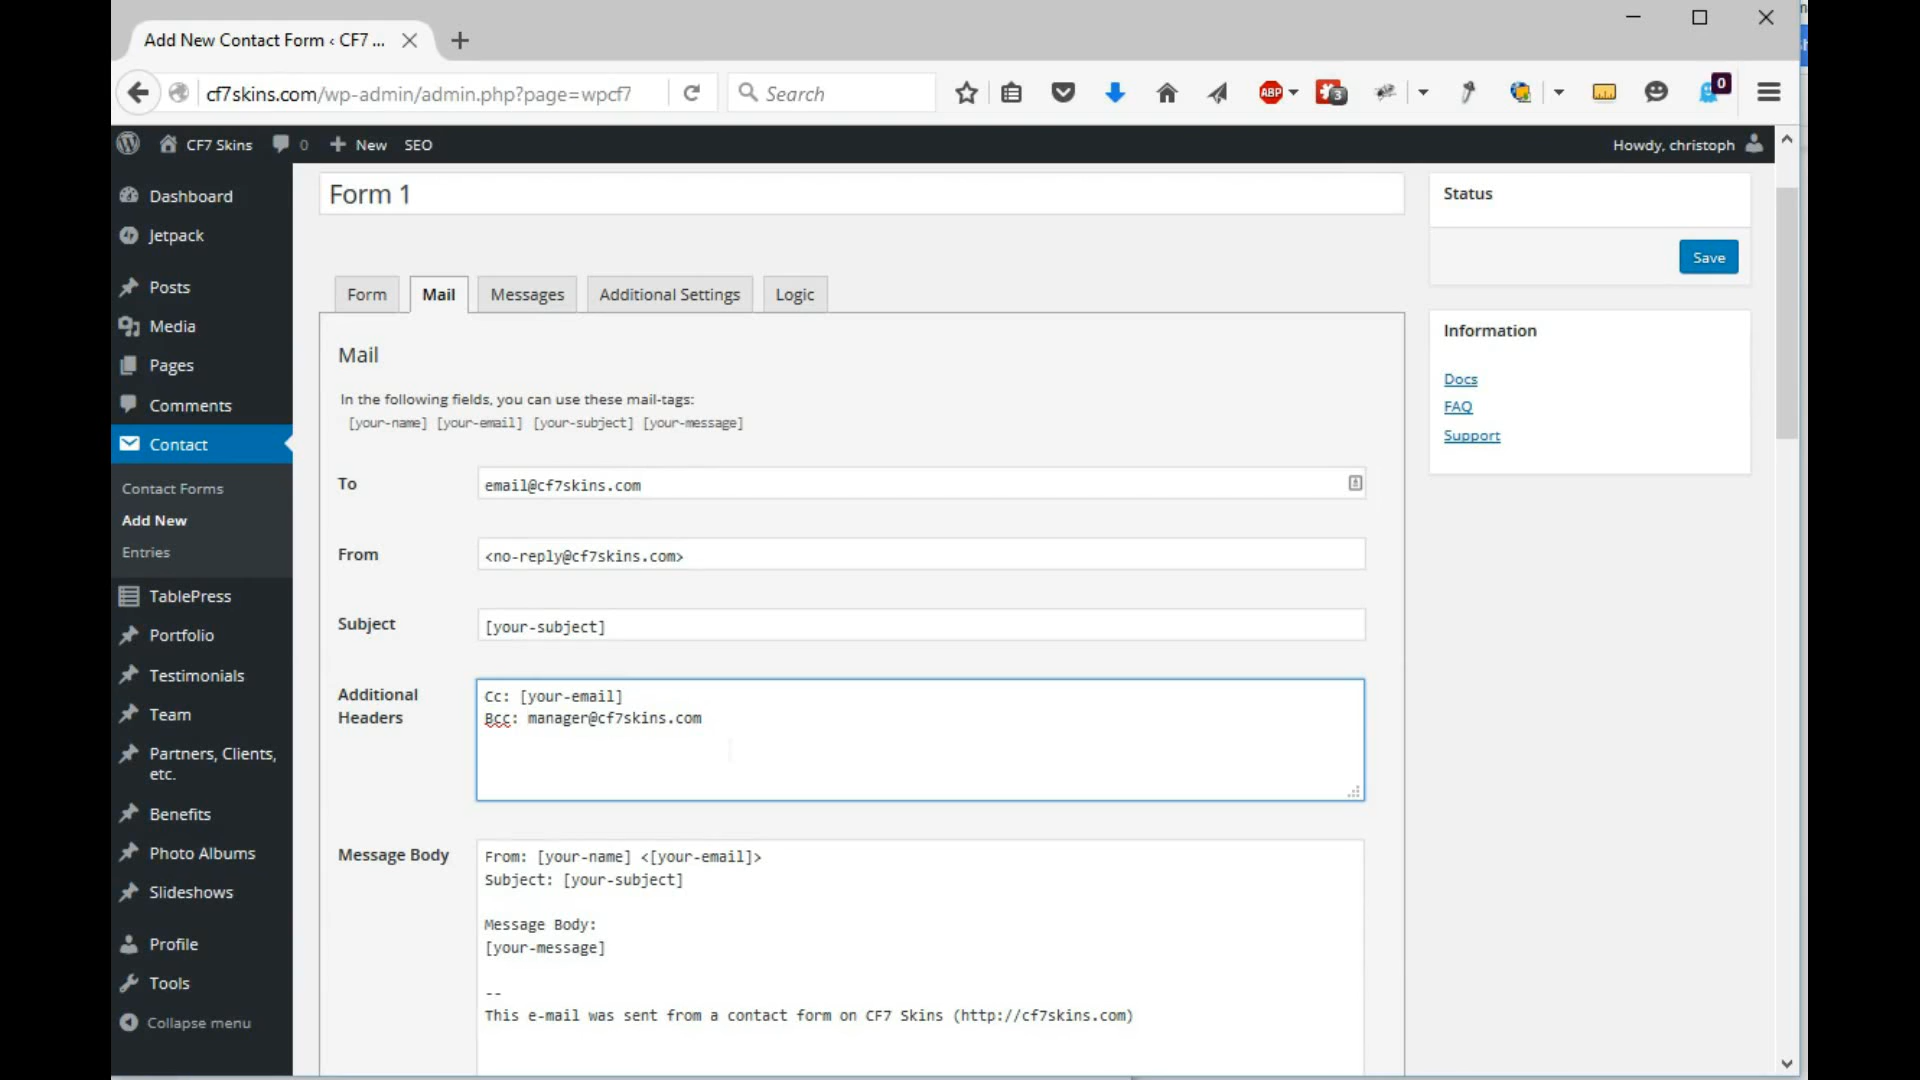 Add New Contact Form ‹ CF7 ...
cf7skins.com/wp-admin/admin.php?page=wpcf7
Search
ABP
3
0
CF7 Skins
0
New
SEO
Howdy, christoph
Dashboard
Jetpack
Posts
Media
Pages
Comments
Contact
Contact Forms
Add New
Entries
TablePress
Portfolio
Testimonials
Team
Partners, Clients,
etc.
Benefits
Photo Albums
Slideshows
Profile
Tools
Collapse menu
Form 1
Form
Mail
Messages
Additional Settings
Logic
Mail
In the following fields, you can use these mail-tags:
[your-name] [your-email] [your-subject] [your-message]
To
email@cf7skins.com
From
<no-reply@cf7skins.com>
Subject
[your-subject]
Additional
Headers
Cc: [your-email]
Bcc: manager@cf7skins.com
Message Body
From: [your-name] <[your-email]>
Subject: [your-subject]
Message Body:
[your-message]
--
This e-mail was sent from a contact form on CF7 Skins (http://cf7skins.com)
Status
Save
Information
Docs
FAQ
Support